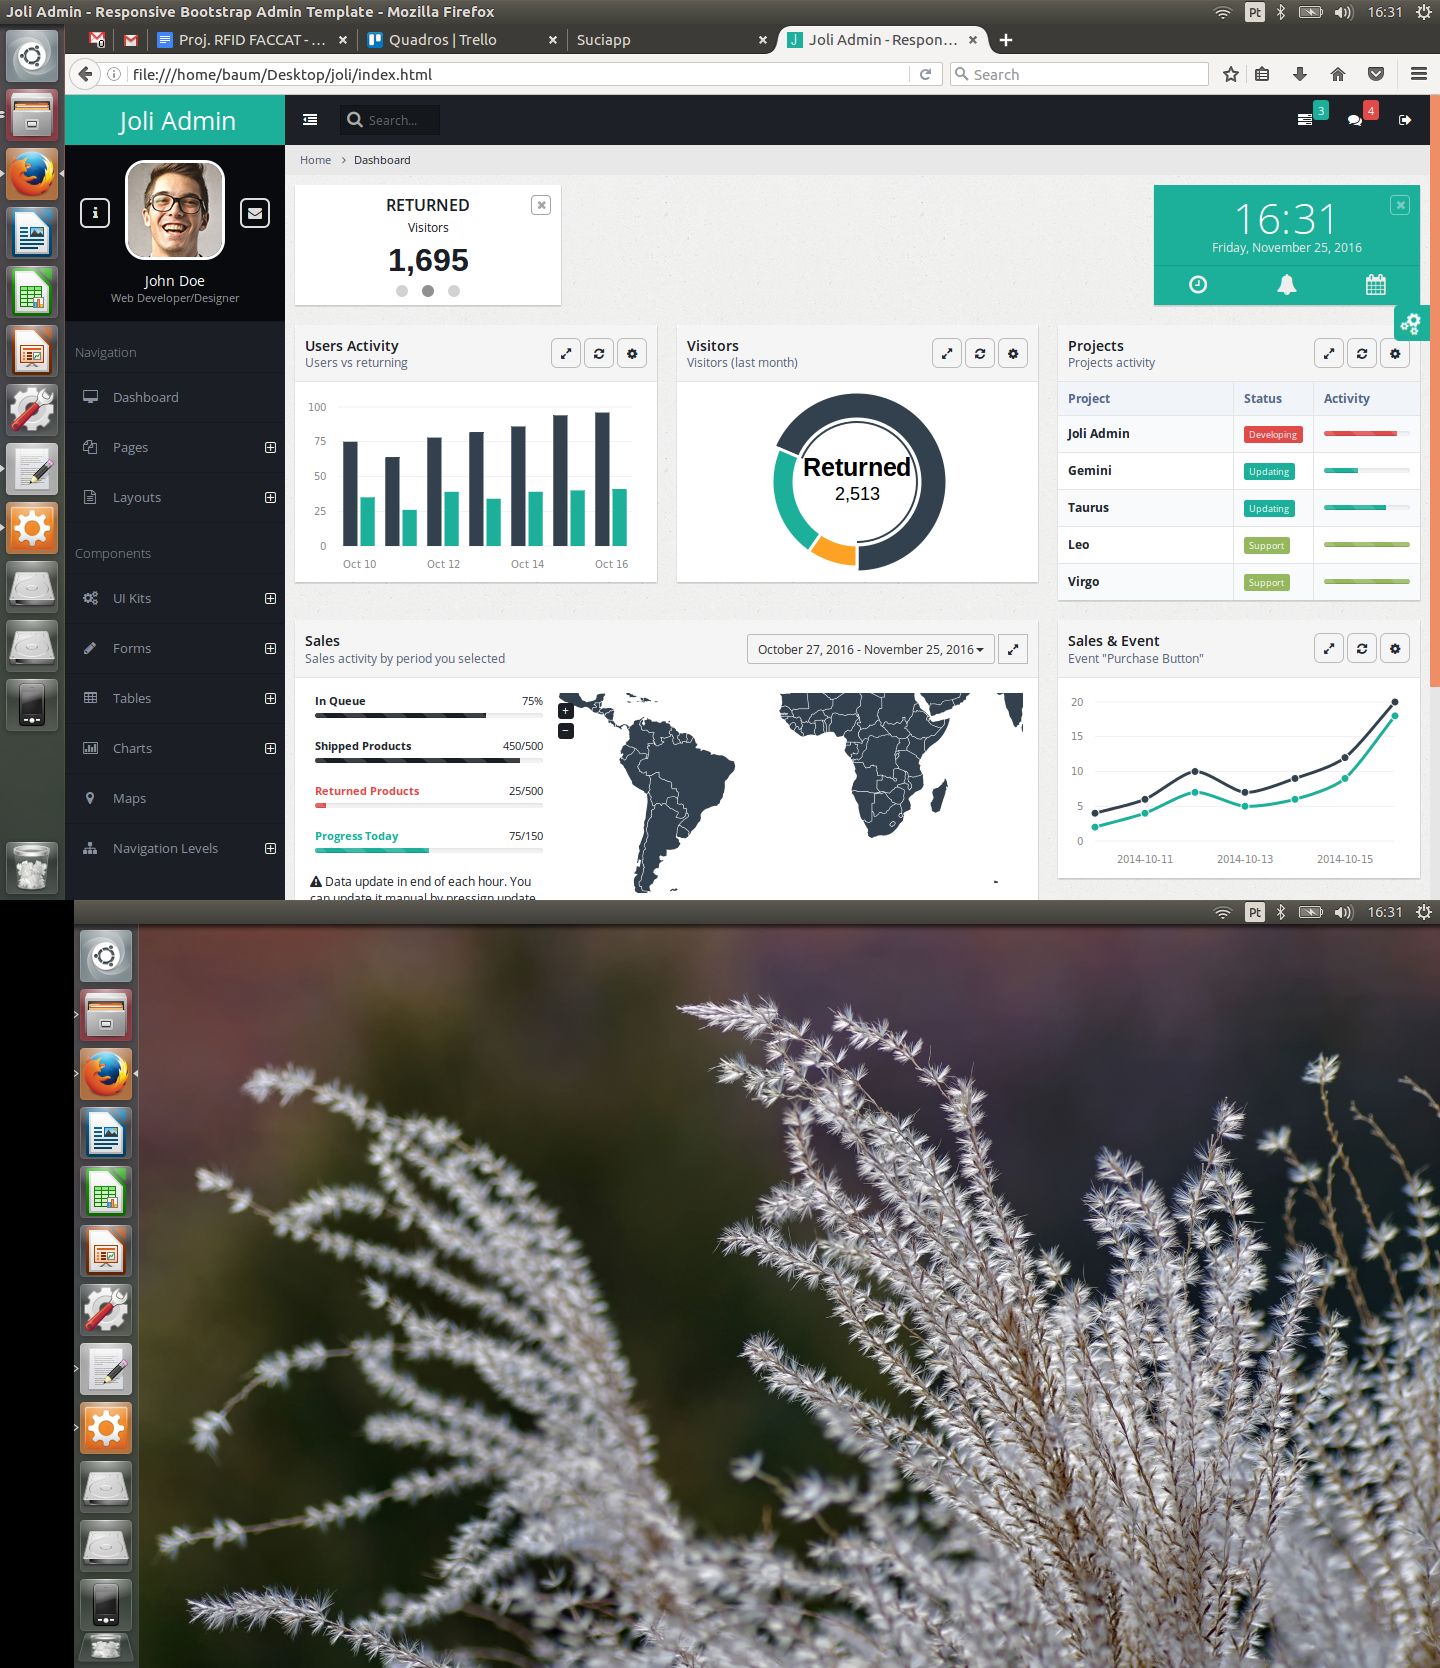 Joli Admin - Responsive Bootstrap Admin Template - Mozilla Firefox
Pt
16:31
Proj. RFID FACCAT - ...
Quadros | Trello
Suciapp
Joli Admin - Respon...
file:///home/baum/Desktop/joli/index.html
Search
Joli Admin
Search...
3
4
Home
Dashboard
John Doe
Web Developer/Designer
Navigation
Dashboard
Pages
Layouts
Components
UI Kits
Forms
Tables
Charts
Maps
Navigation Levels
RETURNED
Visitors
1,695
16:31
Friday, November 25, 2016
Users Activity
Users vs returning
100
75
50
25
0
Oct 10
Oct 12
Oct 14
Oct 16
Visitors
Visitors (last month)
Returned
2,513
Projects
Projects activity
Project Status Activity
Joli Admin Developing
Gemini Updating
Taurus Updating
Leo Support
Virgo Support
Sales
Sales activity by period you selected
October 27, 2016 - November 25, 2016
In Queue 75%
Shipped Products 450/500
Returned Products 25/500
Progress Today 75/150
Data update in end of each hour. You
can update it manual by pressign update
+
−
Sales & Event
Event "Purchase Button"
20
15
10
5
0
2014-10-11
2014-10-13
2014-10-15
Pt
16:31